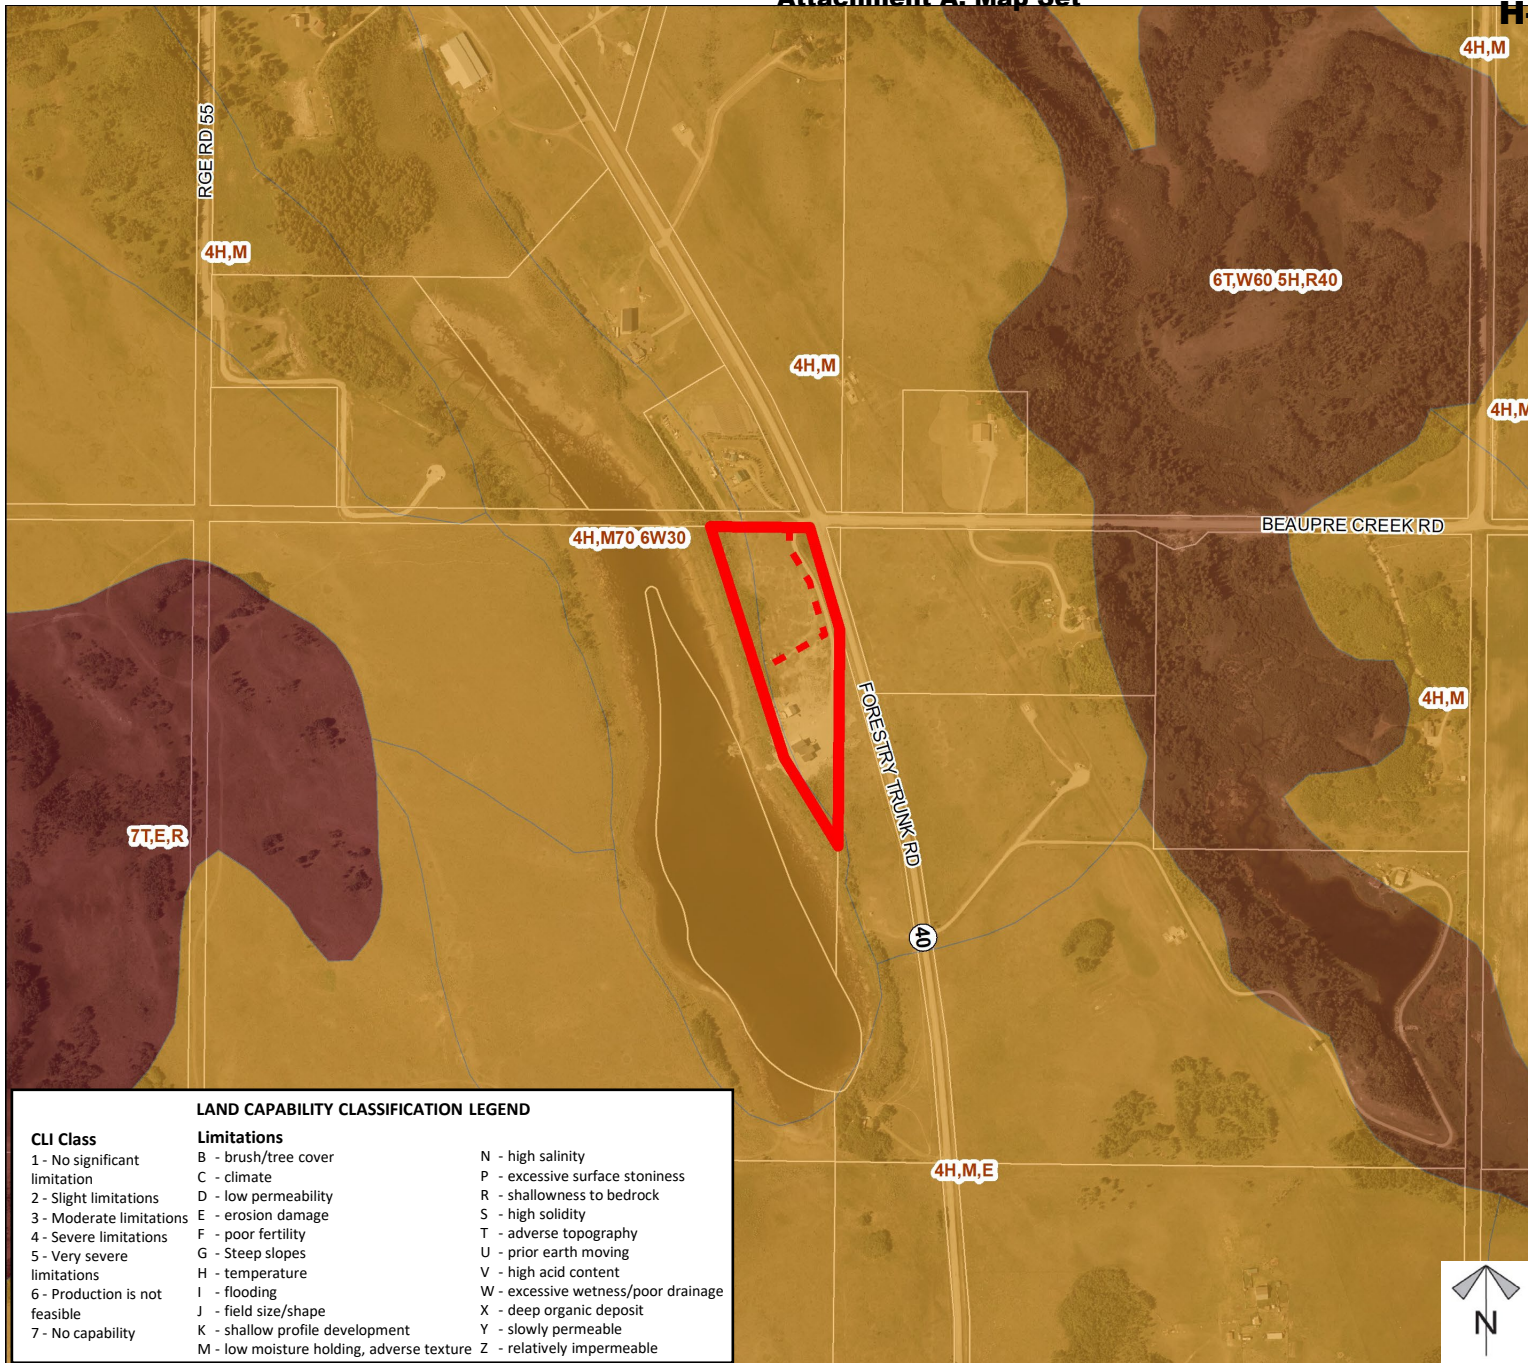 Attachment A: Map Set
H-
4H,M
RGE RD 55
4H,M
6T,W60 5H,R40
4H,M
4H,M
BEAUPRE CREEK RD
4H,M70 6W30
4H,M
FORESTRY TRUNK RD
7T,E,R
40
4H,M,E
LAND CAPABILITY CLASSIFICATION LEGEND
CLI Class
1 - No significant
limitation
2 - Slight limitations
3 - Moderate limitations
4 - Severe limitations
5 - Very severe
limitations
6 - Production is not
feasible
7 - No capability
Limitations
B - brush/tree cover
C - climate
D - low permeability
E - erosion damage
F - poor fertility
G - Steep slopes
H - temperature
I - flooding
J - field size/shape
K - shallow profile development
M - low moisture holding, adverse texture
N - high salinity
P - excessive surface stoniness
R - shallowness to bedrock
S - high solidity
T - adverse topography
U - prior earth moving
V - high acid content
W - excessive wetness/poor drainage
X - deep organic deposit
Y - slowly permeable
Z - relatively impermeable
N